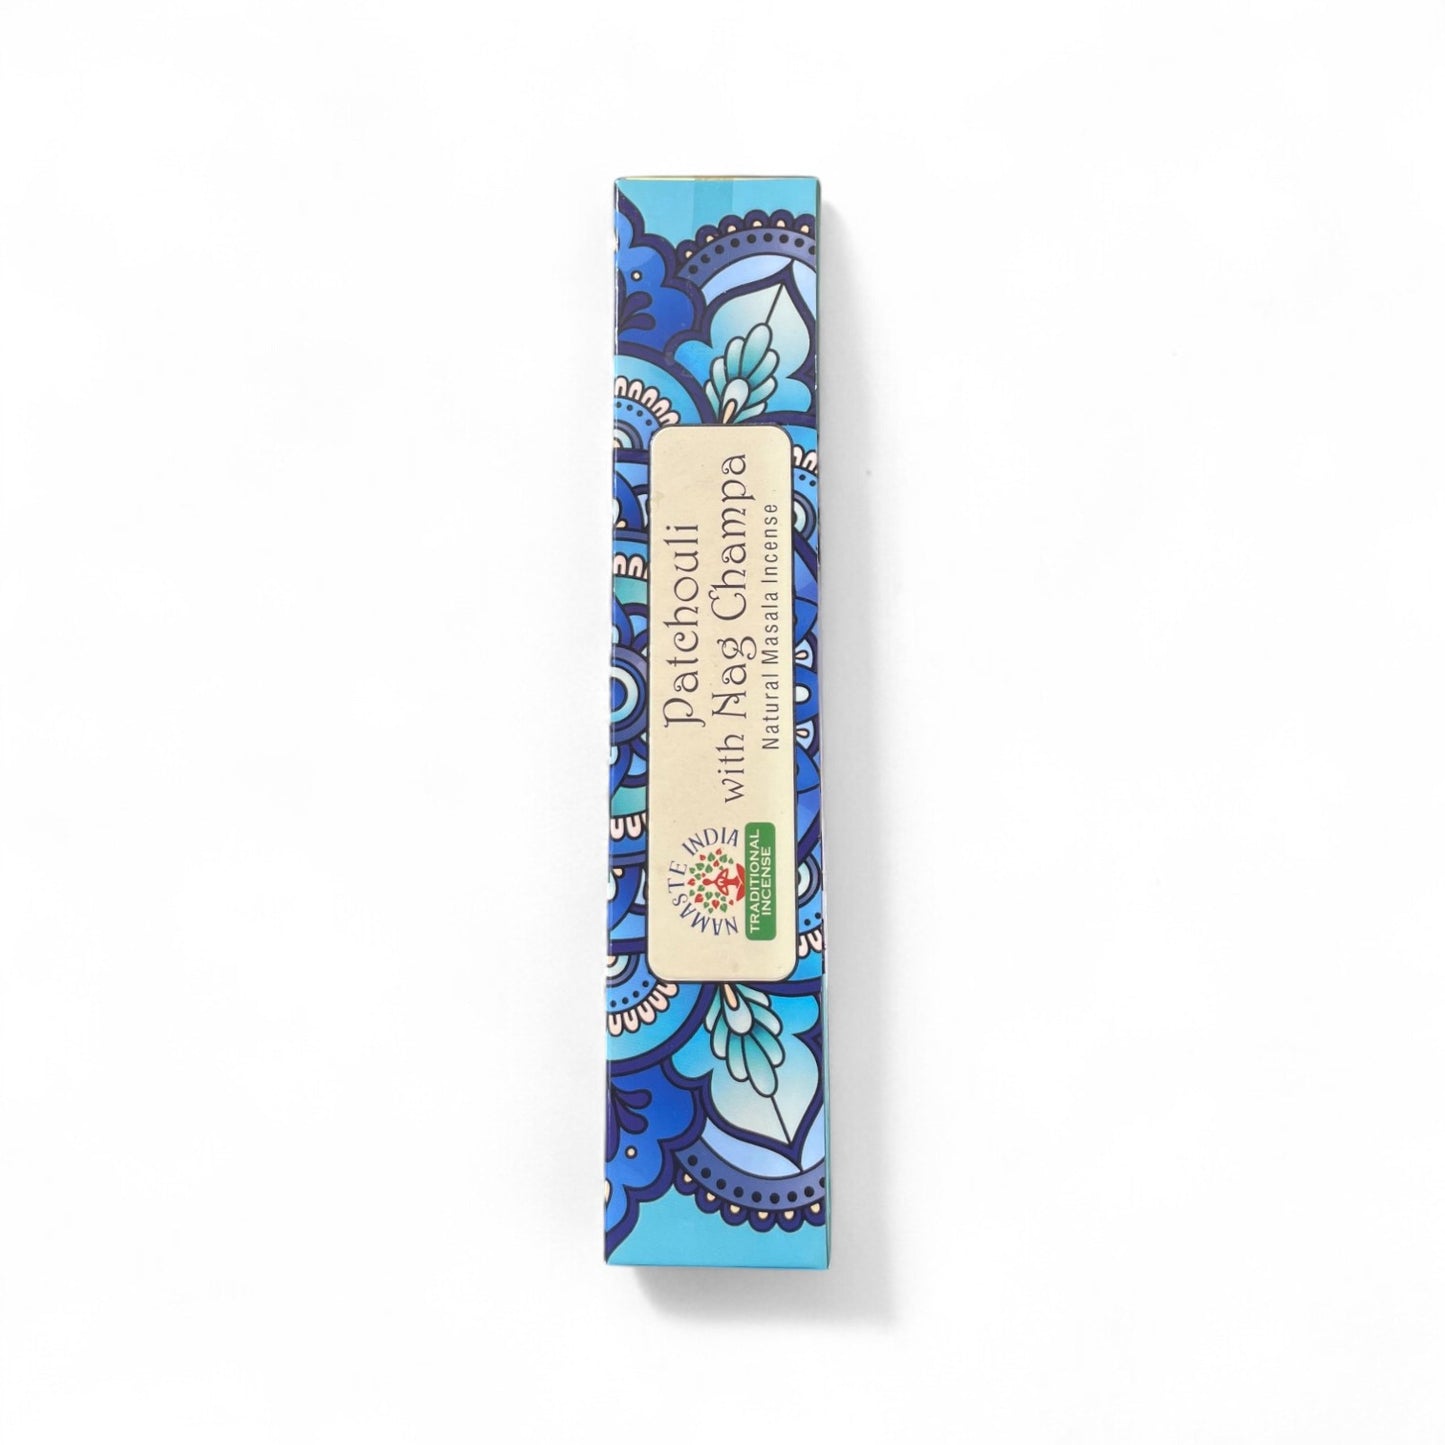 Patchouli
with Nag Champa
Natural Masala Incense
NAMASTE INDIA
TRADITIONAL
INCENSE